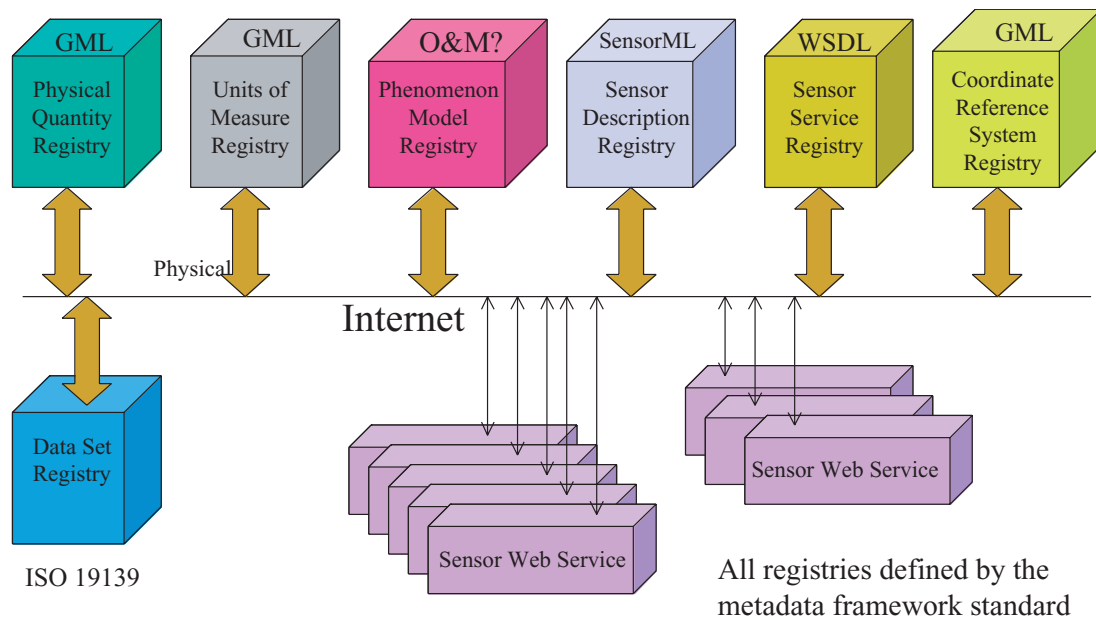 GML
Physical
Quantity
Registry
GML
Units of
Measure
Registry
O&M?
Phenomenon
Model
Registry
SensorML
Sensor
Description
Registry
WSDL
Sensor
Service
Registry
GML
Coordinate
Reference
System
Registry
Physical
Internet
Data Set
Registry
ISO 19139
Sensor Web Service
Sensor Web Service
All registries defined by the
metadata framework standard